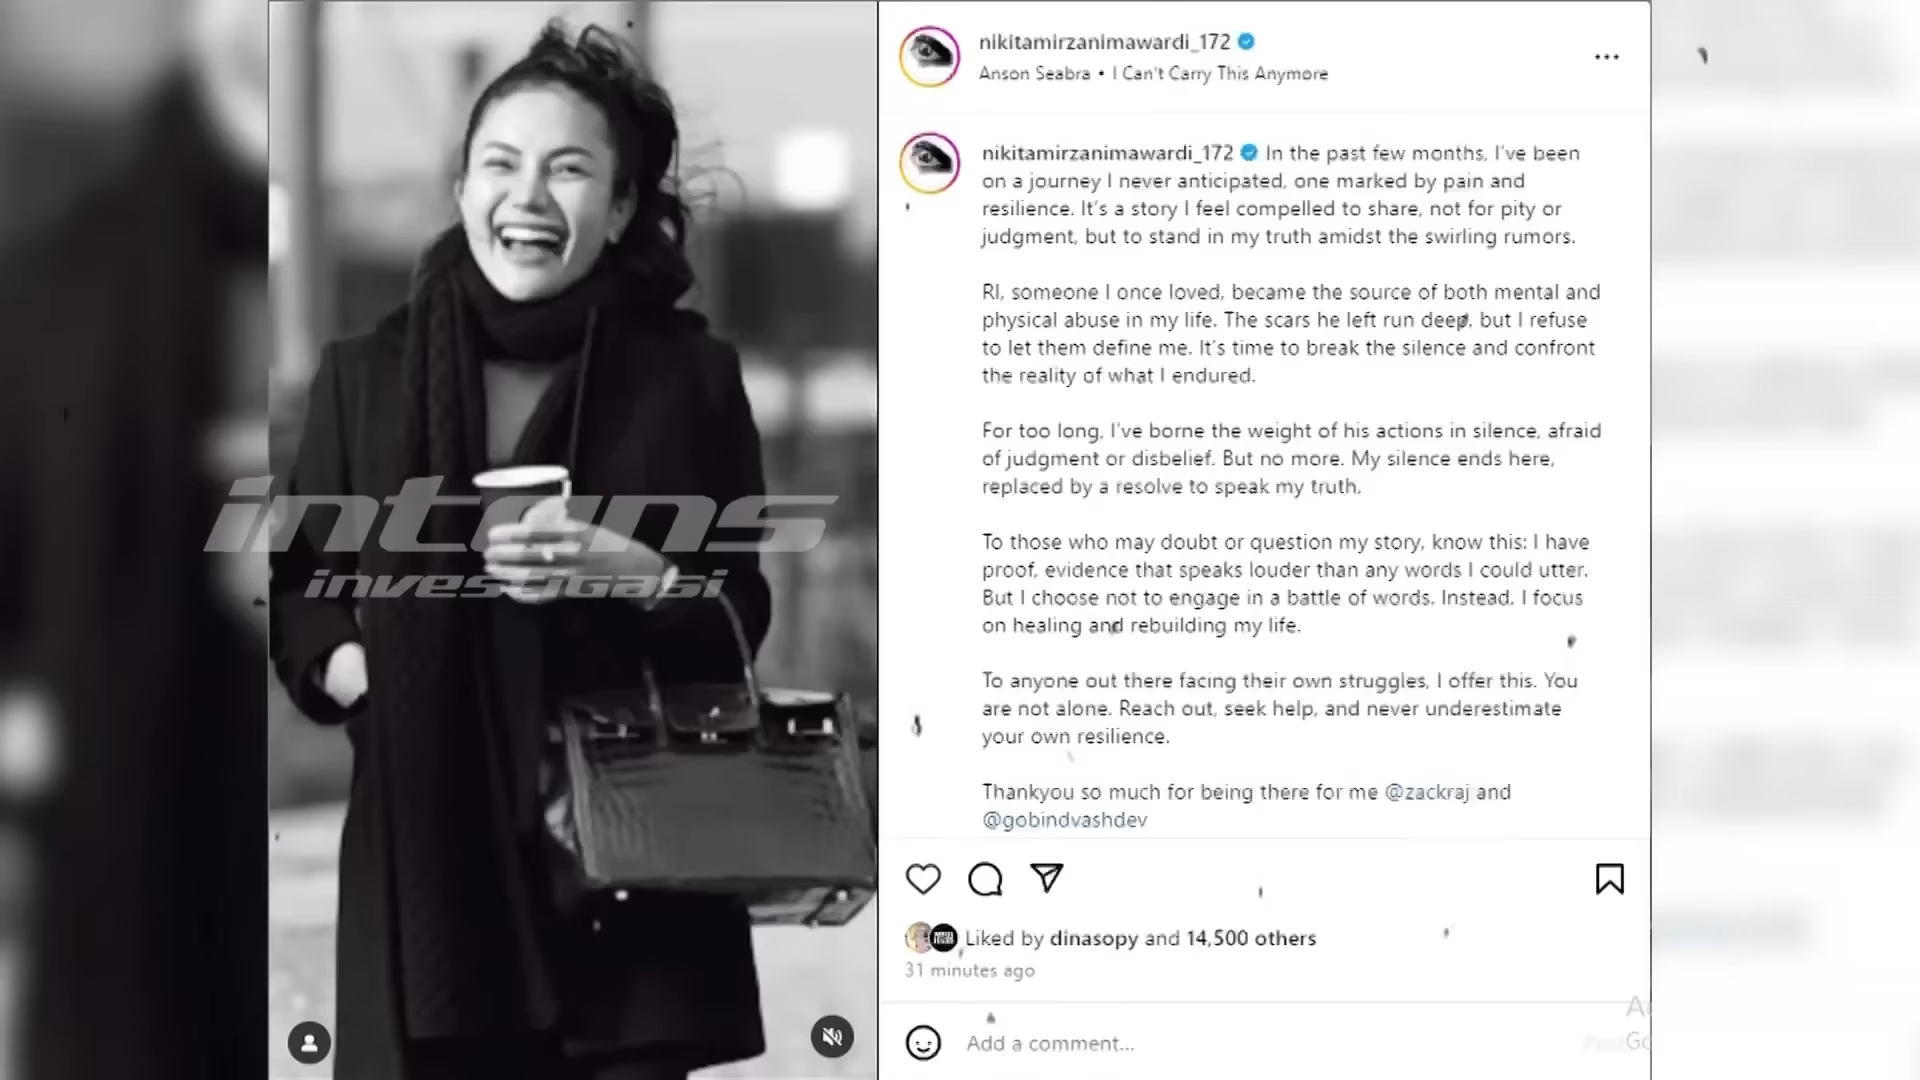 nikitamirzanimawardi_172
Anson Seabra • I Can't Carry This Anymore
nikitamirzanimawardi_172 In the past few months, I've been
on a journey I never anticipated, one marked by pain and
resilience. It's a story I feel compelled to share, not for pity or
judgment, but to stand in my truth amidst the swirling rumors.
RI, someone I once loved, became the source of both mental and
physical abuse in my life. The scars he left run deep, but I refuse
to let them define me. It's time to break the silence and confront
the reality of what I endured.
For too long, I've borne the weight of his actions in silence, afraid
of judgment or disbelief. But no more. My silence ends here,
replaced by a resolve to speak my truth.
To those who may doubt or question my story, know this: I have
proof, evidence that speaks louder than any words I could utter.
But I choose not to engage in a battle of words. Instead, I focus
on healing and rebuilding my life.
To anyone out there facing their own struggles, I offer this. You
are not alone. Reach out, seek help, and never underestimate
your own resilience.
Thankyou so much for being there for me @zackraj and
@gobindvashdev
Liked by dinasopy and 14,500 others
31 minutes ago
Add a comment...
Post
intens
investigasi